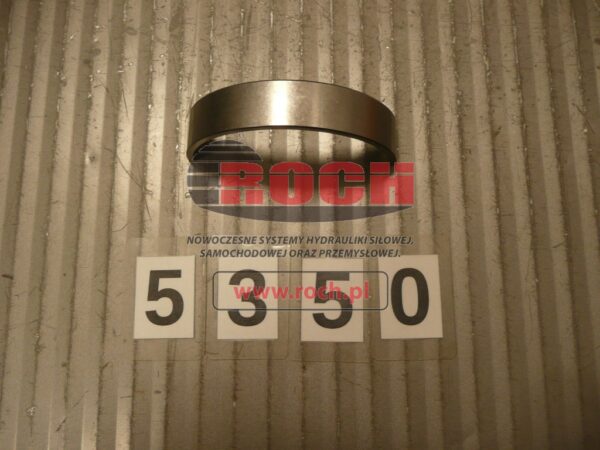 ROCH
NOWOCZESNE SYSTEMY HYDRAULIKI SIŁOWEJ,
SAMOCHODOWEJ ORAZ PRZEMYSŁOWEJ.
5 3 5 0
www.roch.pl